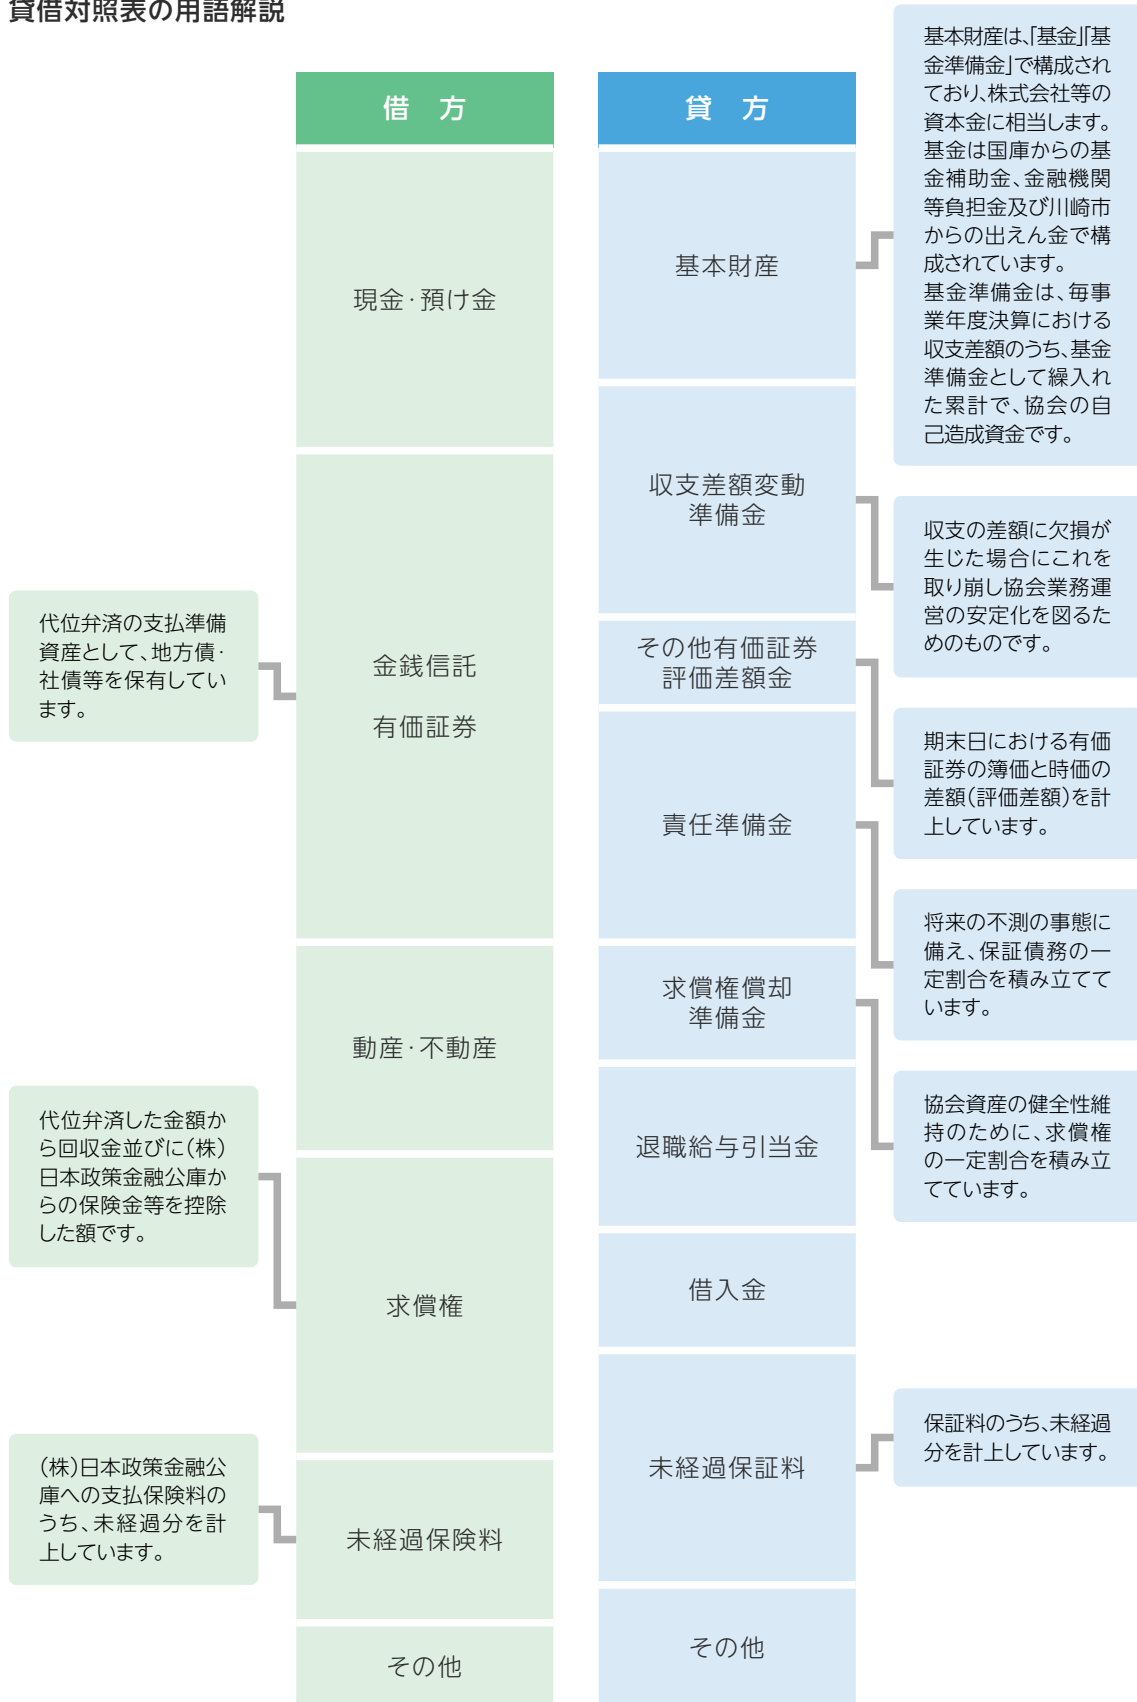 貸借対照表の用語解説
借 方
現金・預け金
金銭信託
有価証券
動産・不動産
求償権
未経過保険料
その他
代位弁済の支払準備
資産として、地方債・
社債等を保有してい
ます。
代位弁済した金額か
ら回収金並びに(株)
日本政策金融公庫か
らの保険金等を控除
した額です。
(株)日本政策金融公
庫への支払保険料の
うち、未経過分を計
上しています。
貸 方
基本財産
収支差額変動
準備金
その他有価証券
評価差額金
責任準備金
求償権償却
準備金
退職給与引当金
借入金
未経過保証料
その他
基本財産は、「基金」「基
金準備金」で構成され
ており、株式会社等の
資本金に相当します。
基金は国庫からの基
金補助金、金融機関
等負担金及び川崎市
からの出えん金で構
成されています。
基金準備金は、毎事
業年度決算における
収支差額のうち、基金
準備金として繰入れ
た累計で、協会の自
己造成資金です。
収支の差額に欠損が
生じた場合にこれを
取り崩し協会業務運
営の安定化を図るた
めのものです。
期末日における有価
証券の簿価と時価の
差額(評価差額)を計
上しています。
将来の不測の事態に
備え、保証債務の一
定割合を積み立てて
います。
協会資産の健全性維
持のために、求償権
の一定割合を積み立
てています。
保証料のうち、未経過
分を計上しています。